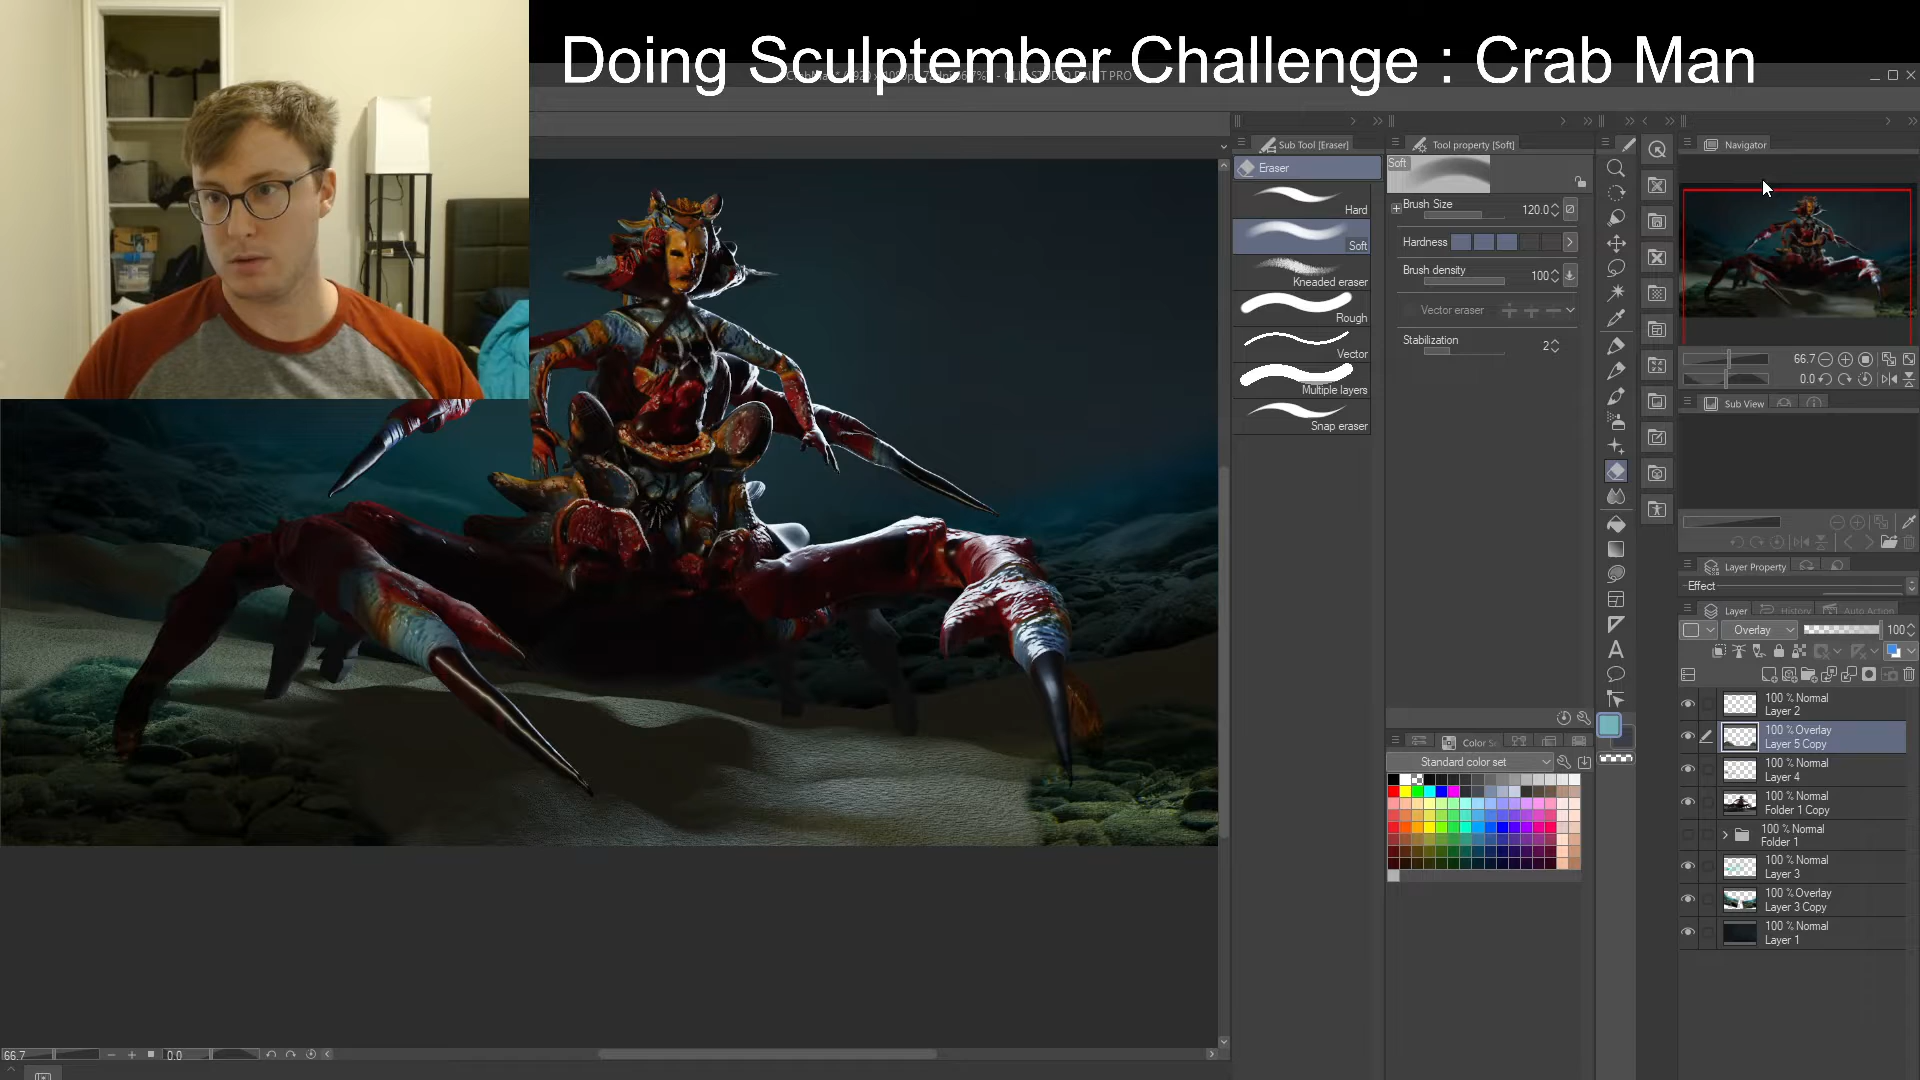 Doing Sculptember Challenge : Crab Man
Sub Tool [Eraser]
Eraser
Hard
Soft
Kneaded eraser
Rough
Vector
Multiple layers
Snap eraser
Tool property [Soft]
Soft
Brush Size
120.0
Hardness
Brush density
100
Vector eraser
Stabilization
2
Standard color set
Navigator
66.7
0.0
Sub View
Layer Property
Effect
Layer
History
Auto Action
Overlay
100
100 % Normal
Layer 2
100 % Overlay
Layer 5 Copy
100 % Normal
Layer 4
100 % Normal
Folder 1 Copy
100 % Normal
Folder 1
100 % Normal
Layer 3
100 % Overlay
Layer 3 Copy
100 % Normal
Layer 1
66.7
0.0